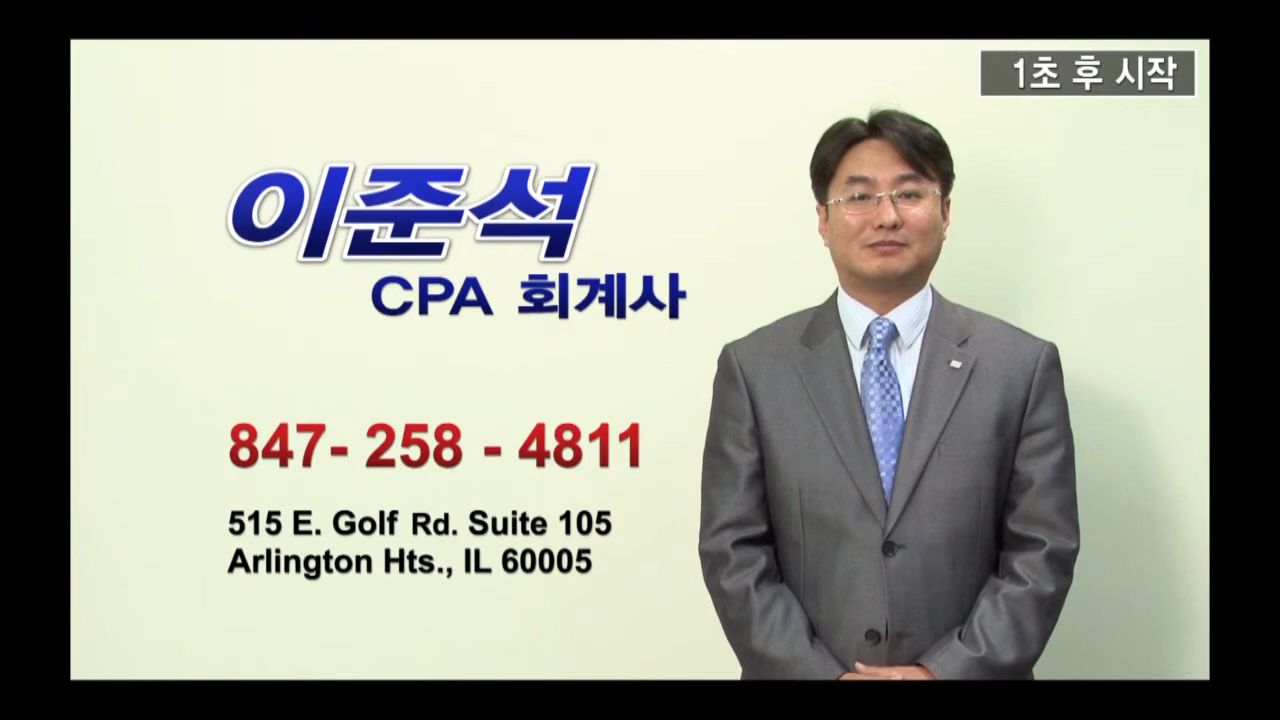 1초 후 시작
이준석
CPA 회계사
847- 258 - 4811
515 E. Golf Rd. Suite 105
Arlington Hts., IL 60005